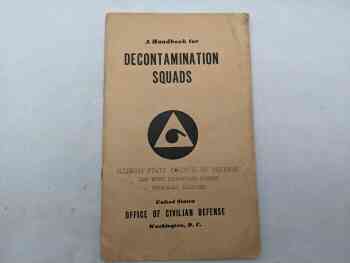 A Handbook for
DECONTAMINATION
SQUADS
ILLINOIS STATE COUNCIL OF DEFENSE
United States
OFFICE OF CIVILIAN DEFENSE
Washington, D. C.